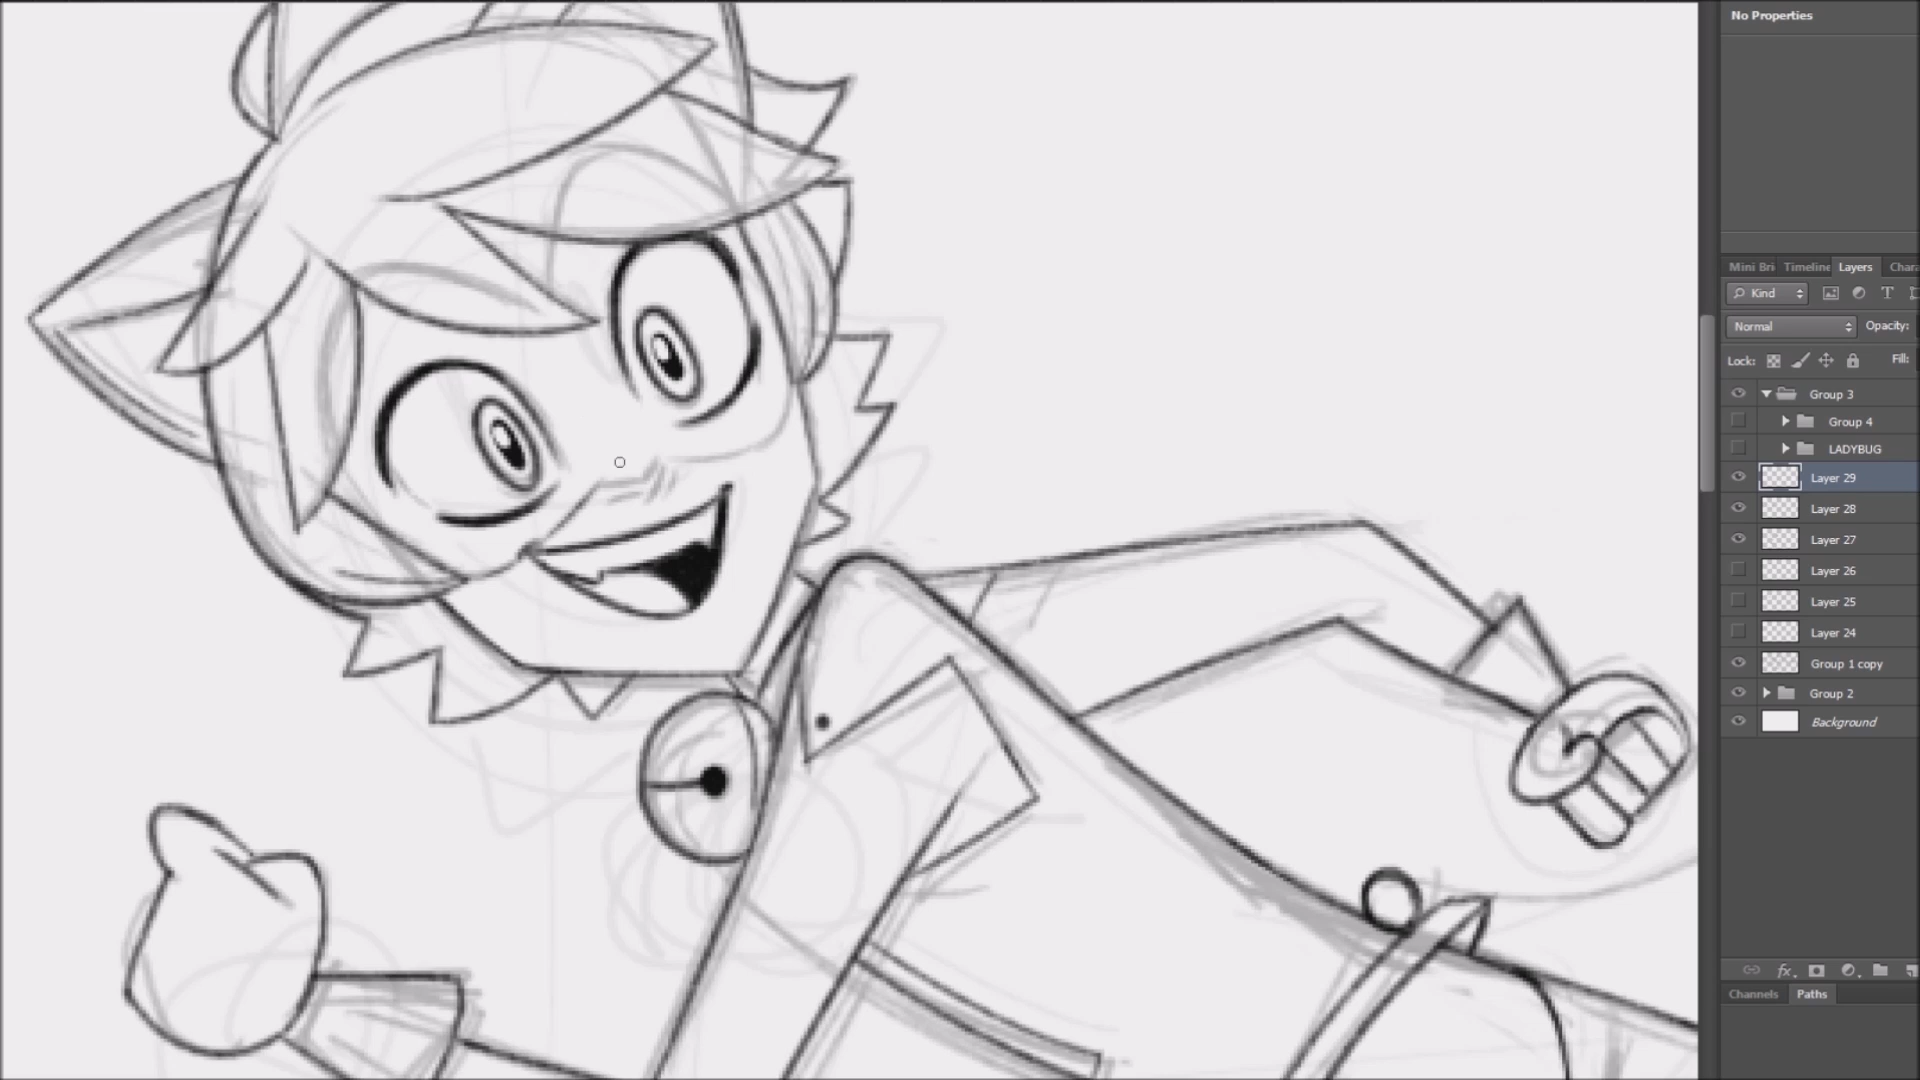 No Properties
Mini Bri Timeline Layers Chara
Kind T
Normal Opacity:
Lock: Fill:
Group 3
Group 4
LADYBUG
Layer 29
Layer 28
Layer 27
Layer 26
Layer 25
Layer 24
Group 1 copy
Group 2
Background
fx
Channels Paths